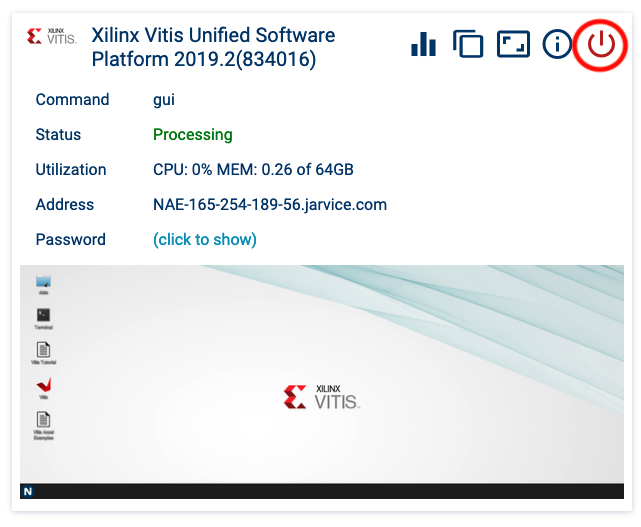 XILINX
VITIS.
Xilinx Vitis Unified Software
Platform 2019.2(834016)
Command gui
Status Processing
Utilization CPU: 0% MEM: 0.26 of 64GB
Address NAE-165-254-189-56.jarvice.com
Password (click to show)
Terminal
Vitis Tutorial
Vitis
Vitis Accel
Examples
XILINX
VITIS.
N